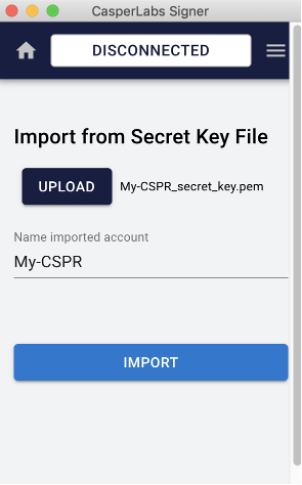 CasperLabs Signer
DISCONNECTED
Import from Secret Key File
UPLOAD My-CSPR_secret_key.pem
Name imported account
My-CSPR
IMPORT